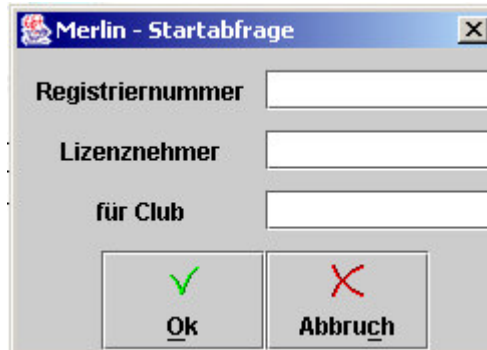 Merlin - Startabfrage
Registriernummer
Lizenznehmer
für Club
Ok
Abbruch